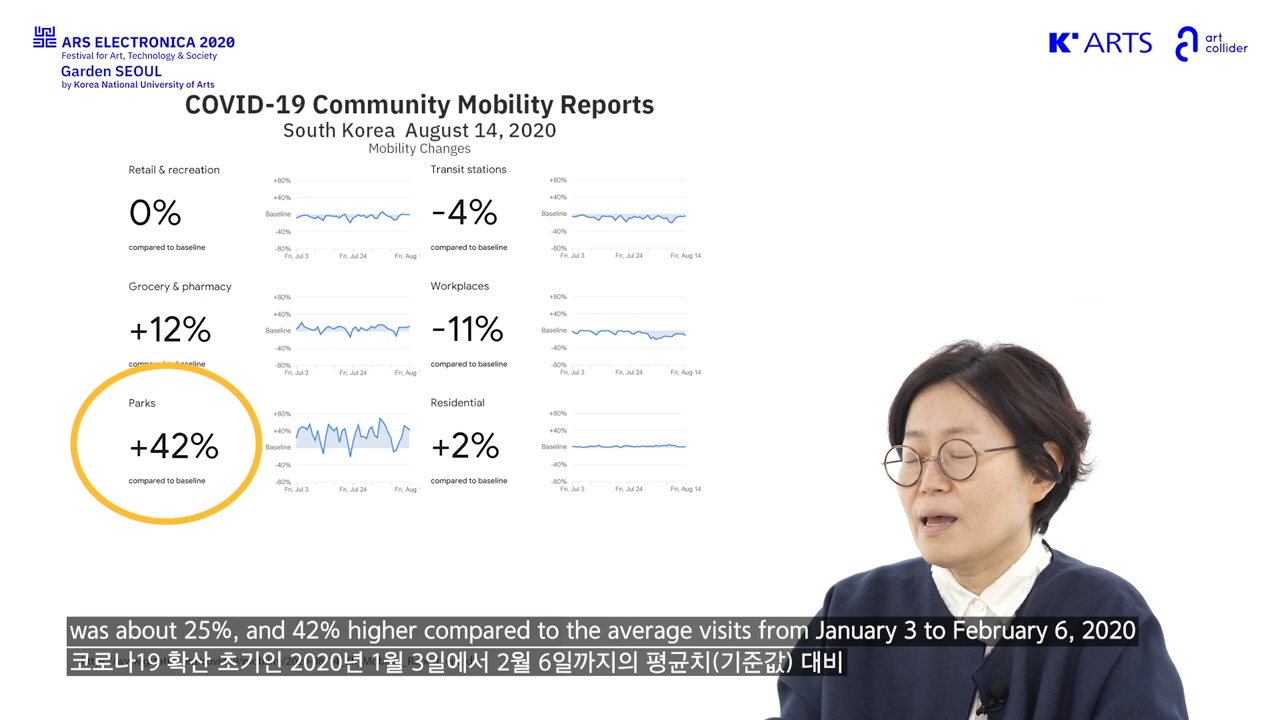 ARS ELECTRONICA 2020
Festival for Art, Technology & Society
Garden SEOUL
by Korea National University of Arts
K ARTS
art
collider
COVID-19 Community Mobility Reports
South Korea August 14, 2020
Mobility Changes
Retail & recreation
0%
compared to baseline
+80%
+40%
Baseline
-40%
-80%
Fri, Jul 3 Fri, Jul 24 Fri, Aug
Transit stations
-4%
compared to baseline
+80%
+40%
Baseline
-40%
-80%
Fri, Jul 3 Fri, Jul 24 Fri, Aug 14
Grocery & pharmacy
+12%
compared to baseline
+80%
+40%
Baseline
-40%
-80%
Fri, Jul 3 Fri, Jul 24 Fri, Aug
Workplaces
-11%
compared to baseline
+80%
+40%
Baseline
-40%
-80%
Fri, Jul 3 Fri, Jul 24 Fri, Aug 14
Parks
+42%
compared to baseline
+80%
+40%
Baseline
-40%
-80%
Fri, Jul 3 Fri, Jul 24 Fri, Aug
Residential
+2%
compared to baseline
+80%
+40%
Baseline
-40%
-80%
Fri, Jul 3 Fri, Jul 24 Fri, Aug 14
was about 25%, and 42% higher compared to the average visits from January 3 to February 6, 2020
코로나19 확산 초기인 2020년 1월 3일에서 2월 6일까지의 평균치(기준값) 대비